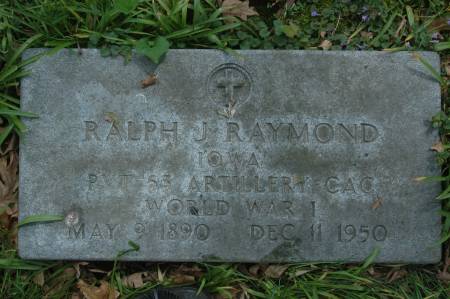 RALPH J RAYMOND
IOWA
PVT 55 ARTILLERY CAC
WORLD WAR I
MAY 9 1890 DEC 11 1950